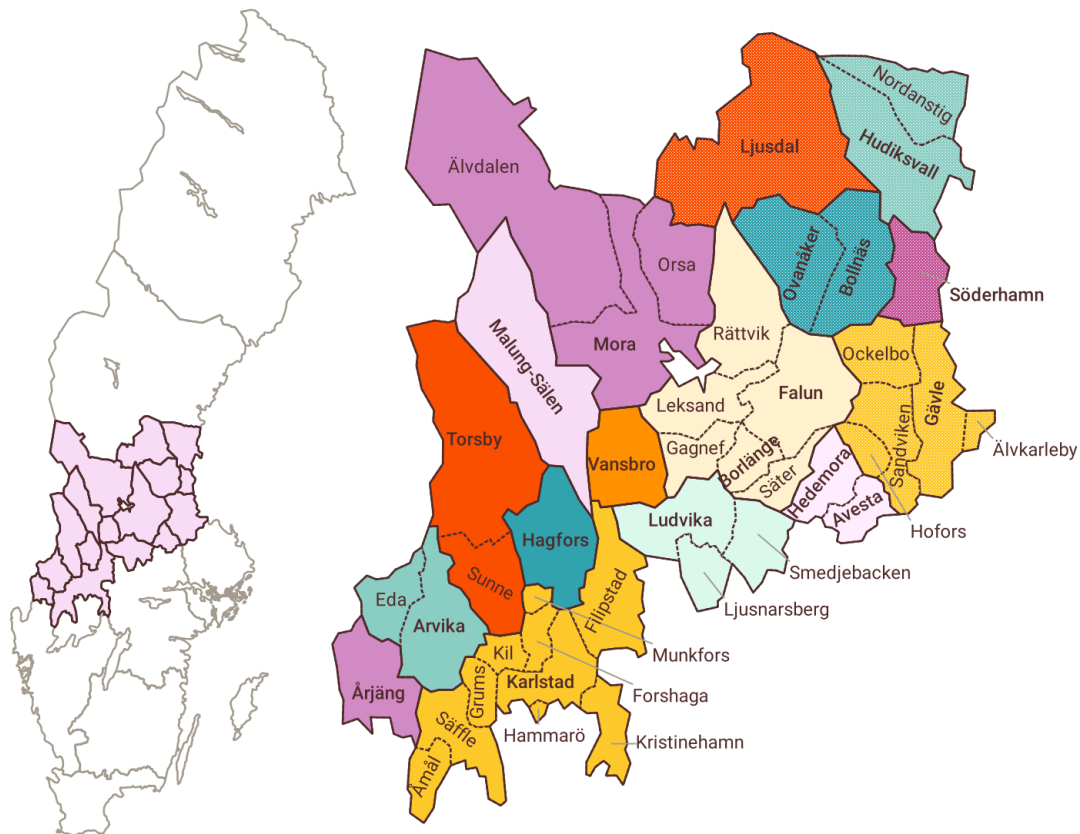 Nordanstig
Ljusdal
Hudiksvall
Älvdalen
Orsa
Ovanåker
Bollnäs
Söderhamn
Malung-Sälen
Mora
Rättvik
Ockelbo
Falun
Gävle
Leksand
Torsby
Gagnef
Sandviken
Älvkarleby
Vansbro
Borlänge
Säter
Hedemora
Avesta
Ludvika
Hofors
Hagfors
Smedjebacken
Sunne
Eda
Filipstad
Ljusnarsberg
Arvika
Kil
Munkfors
Årjäng
Grums
Karlstad
Forshaga
Säffle
Hammarö
Kristinehamn
Åmål